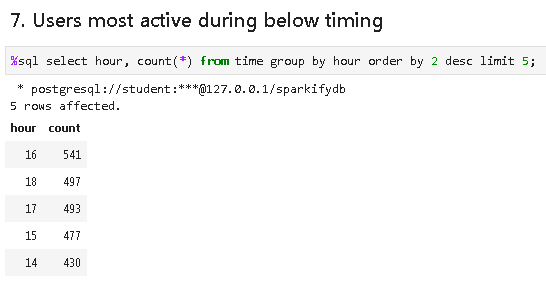 7. Users most active during below timing
%sql select hour, count(*) from time group by hour order by 2 desc limit 5;
* postgresql://student:***@127.0.0.1/sparkifydb
5 rows affected.
hour count
16 541
18 497
17 493
15 477
14 430